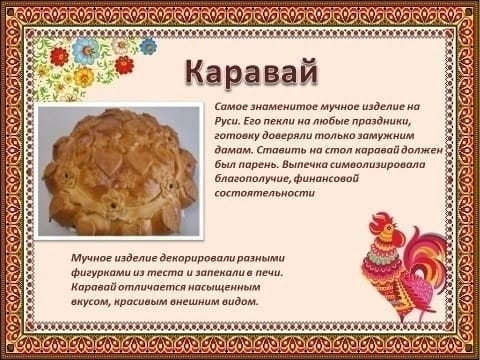 Каравай
Самое знаменитое мучное изделие на
Руси. Его пекли на любые праздники,
готовку доверяли только замужним
дамам. Ставить на стол каравай должен
был парень. Выпечка символизировала
благополучие, финансовой
состоятельности
Мучное изделие декорировали разными
фигурками из теста и запекали в печи.
Каравай отличается насыщенным
вкусом, красивым внешним видом.